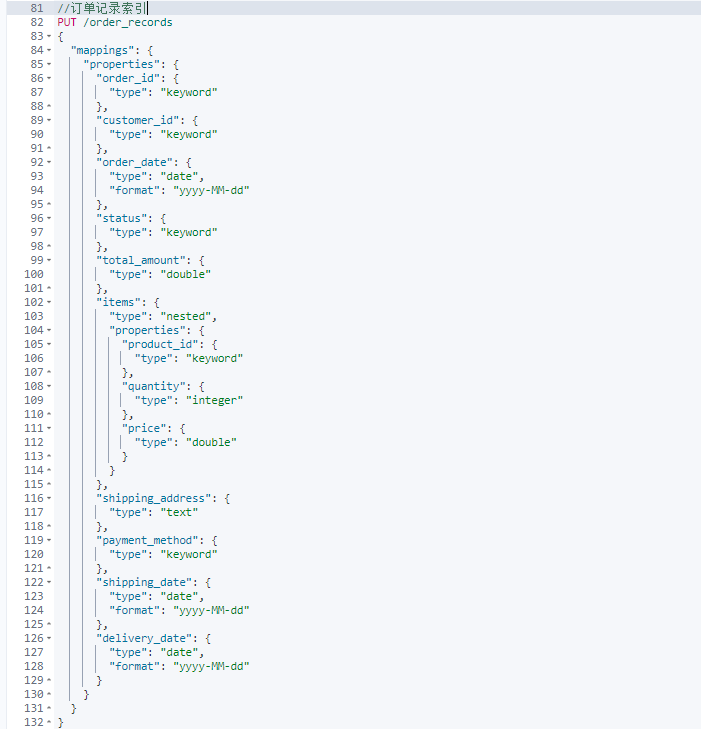 81 //订单记录索引
82 PUT /order_records
83 {
84   "mappings": {
85     "properties": {
86       "order_id": {
87         "type": "keyword"
88       },
89       "customer_id": {
90         "type": "keyword"
91       },
92       "order_date": {
93         "type": "date",
94         "format": "yyyy-MM-dd"
95       },
96       "status": {
97         "type": "keyword"
98       },
99       "total_amount": {
100         "type": "double"
101       },
102       "items": {
103         "type": "nested",
104         "properties": {
105           "product_id": {
106             "type": "keyword"
107           },
108           "quantity": {
109             "type": "integer"
110           },
111           "price": {
112             "type": "double"
113           }
114         }
115       },
116       "shipping_address": {
117         "type": "text"
118       },
119       "payment_method": {
120         "type": "keyword"
121       },
122       "shipping_date": {
123         "type": "date",
124         "format": "yyyy-MM-dd"
125       },
126       "delivery_date": {
127         "type": "date",
128         "format": "yyyy-MM-dd"
129       }
130     }
131   }
132 }